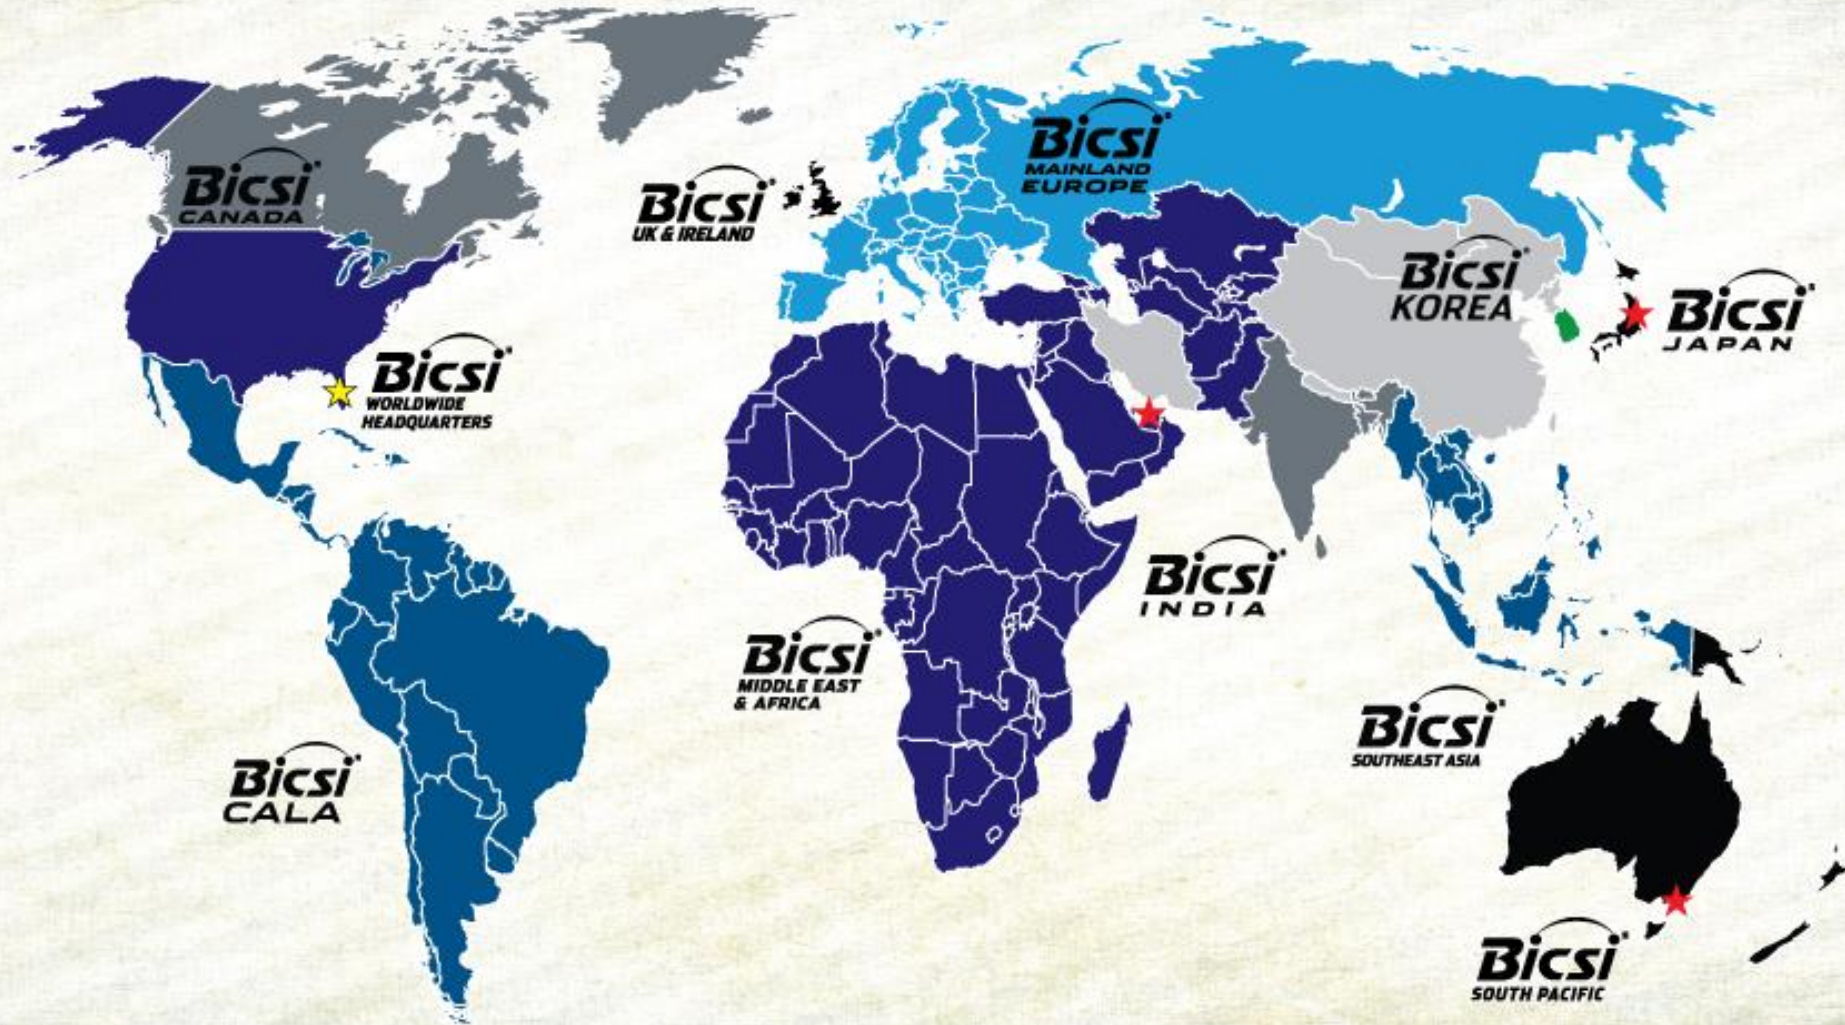 Bicsi
CANADA
Bicsi
UK & IRELAND
Bicsi
MAINLAND
EUROPE
Bicsi
KOREA
Bicsi
JAPAN
Bicsi
WORLDWIDE
HEADQUARTERS
Bicsi
INDIA
Bicsi
MIDDLE EAST
& AFRICA
Bicsi
SOUTHEAST ASIA
Bicsi
CALA
Bicsi
SOUTH PACIFIC